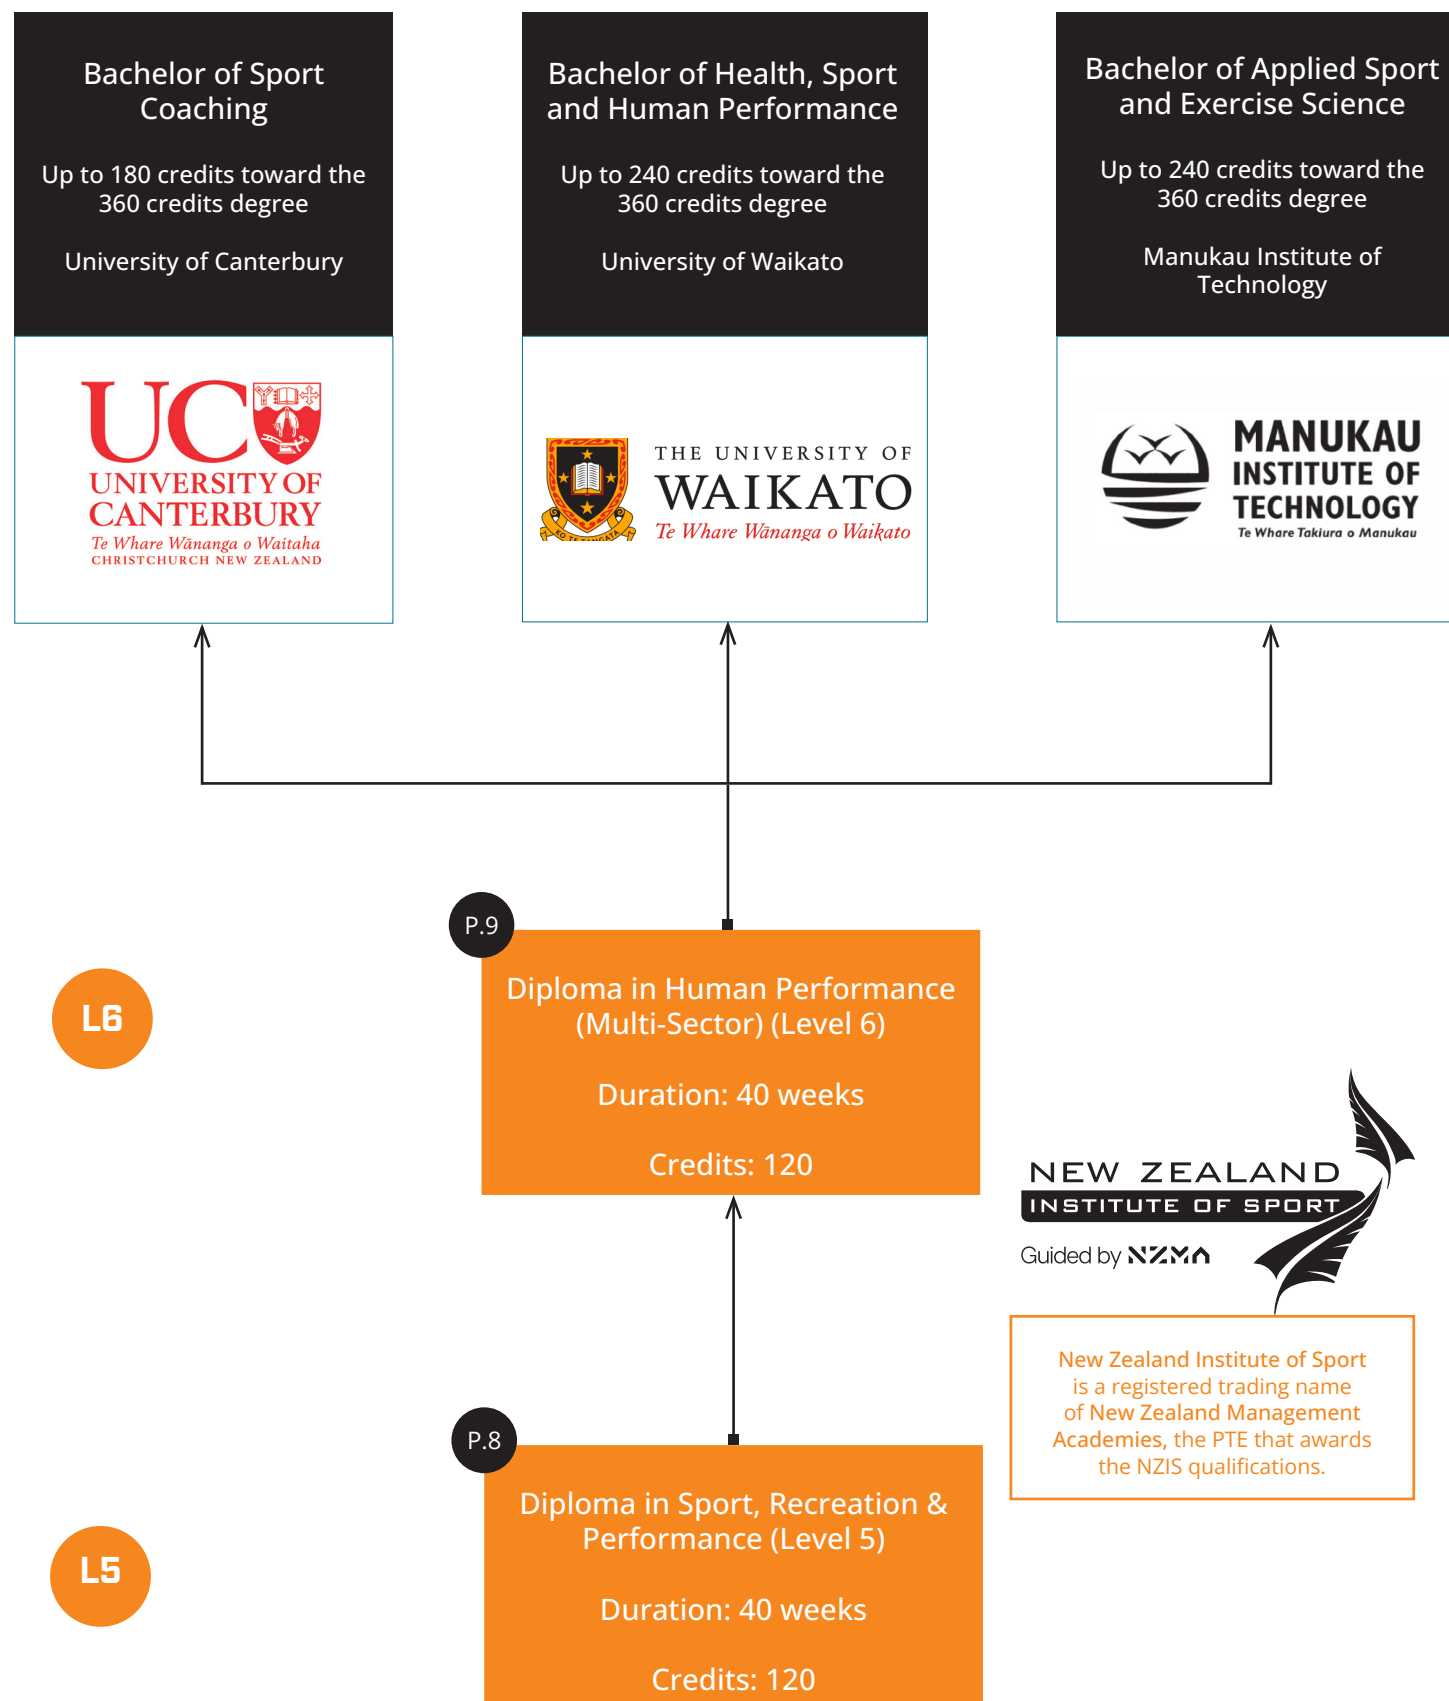 Bachelor of Sport
Coaching
Up to 180 credits toward the
360 credits degree
University of Canterbury
UC
UNIVERSITY OF
CANTERBURY
Te Whare Wānanga o Waitaha
CHRISTCHURCH NEW ZEALAND
Bachelor of Health, Sport
and Human Performance
Up to 240 credits toward the
360 credits degree
University of Waikato
KO TE TANGATA
THE UNIVERSITY OF
WAIKATO
Te Whare Wānanga o Waikato
Bachelor of Applied Sport
and Exercise Science
Up to 240 credits toward the
360 credits degree
Manukau Institute of
Technology
MANUKAU
INSTITUTE OF
TECHNOLOGY
Te Whare Takiura o Manukau
P.9
L6
Diploma in Human Performance
(Multi-Sector) (Level 6)
Duration: 40 weeks
Credits: 120
NEW ZEALAND
INSTITUTE OF SPORT
Guided by NZMA
New Zealand Institute of Sport
is a registered trading name
of New Zealand Management
Academies, the PTE that awards
the NZIS qualifications.
P.8
L5
Diploma in Sport, Recreation &
Performance (Level 5)
Duration: 40 weeks
Credits: 120